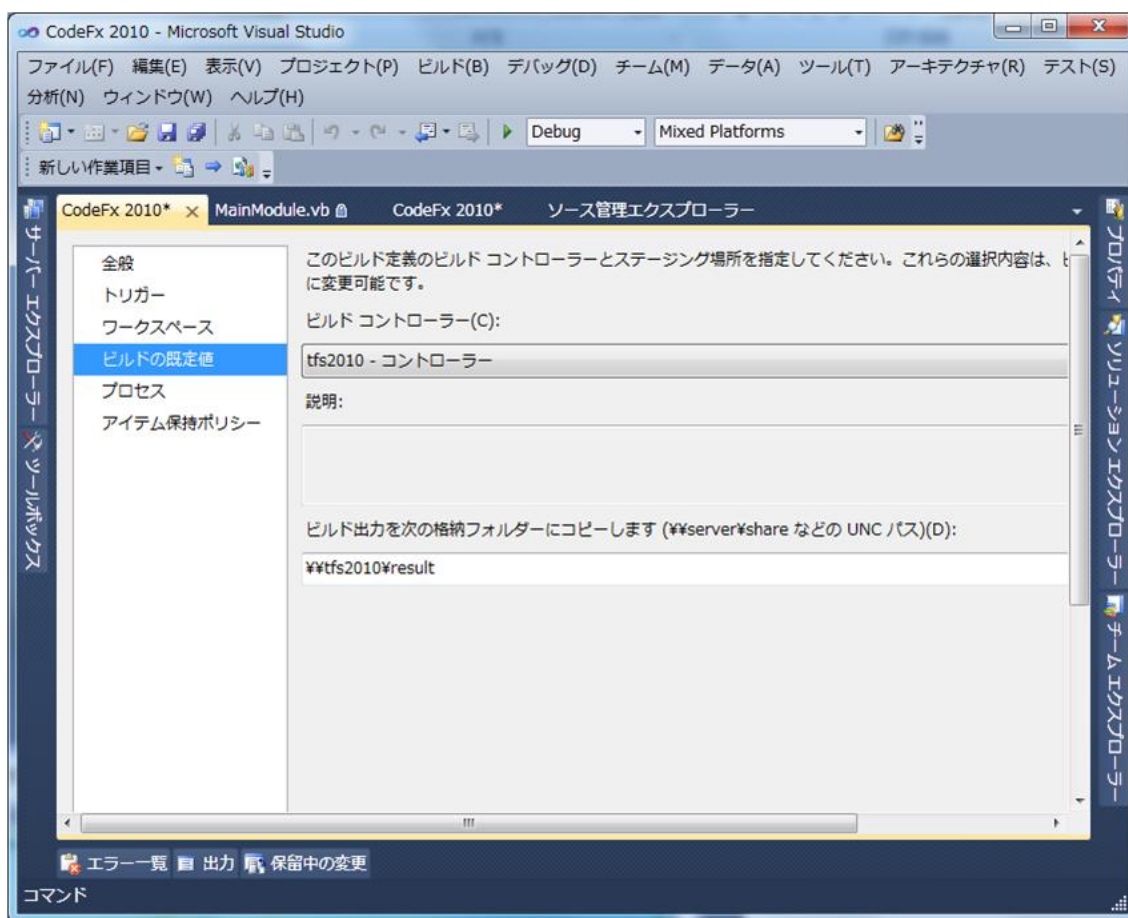 CodeFx 2010 - Microsoft Visual Studio
ファイル(F) 編集(E) 表示(V) プロジェクト(P) ビルド(B) デバッグ(D) チーム(M) データ(A) ツール(T) アーキテクチャ(R) テスト(S)
分析(N) ウィンドウ(W) ヘルプ(H)
Debug Mixed Platforms
新しい作業項目
CodeFx 2010* MainModule.vb CodeFx 2010* ソース管理エクスプローラー
サーバー エクスプローラー
ツールボックス
全般
トリガー
ワークスペース
ビルドの既定値
プロセス
アイテム保持ポリシー
このビルド定義のビルド コントローラーとステージング場所を指定してください。これらの選択内容は、ビ
に変更可能です。
ビルド コントローラー(C):
tfs2010 - コントローラー
説明:
ビルド出力を次の格納フォルダーにコピーします (¥¥server¥share などの UNC パス)(D):
¥¥tfs2010¥result
プロパティ
ソリューション エクスプローラー
チーム エクスプローラー
エラー一覧 出力 保留中の変更
コマンド